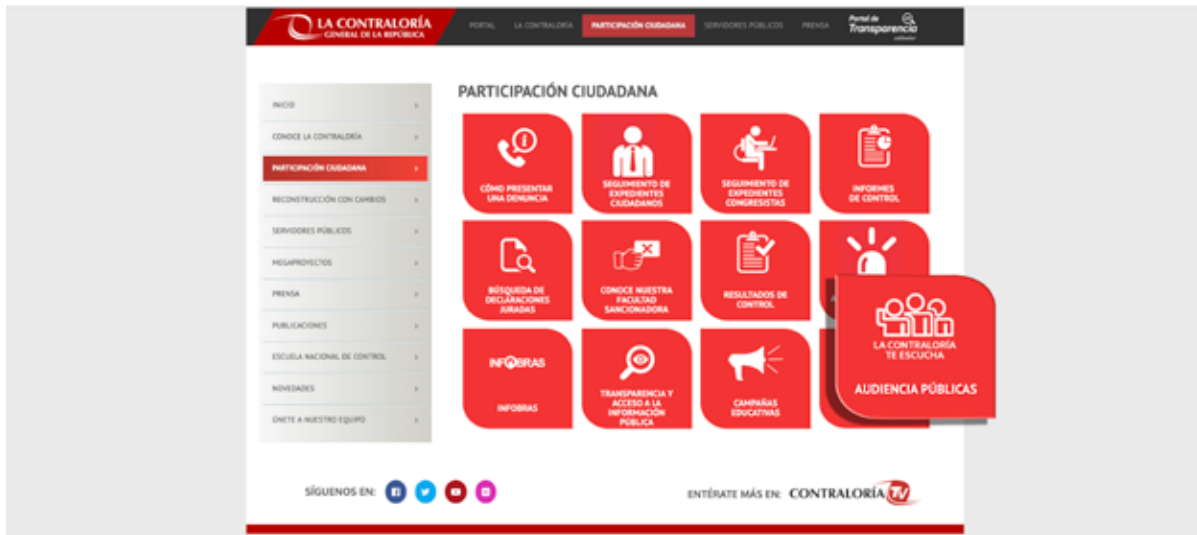 LA CONTRALORÍA
GENERAL DE LA REPÚBLICA
PORTAL
LA CONTRALORÍA
PARTICIPACIÓN CIUDADANA
SERVIDORES PÚBLICOS
PRENSA
Portal de
Transparencia
PARTICIPACIÓN CIUDADANA
INICIO
CONOCE LA CONTRALORÍA
PARTICIPACIÓN CIUDADANA
RECONSTRUCCIÓN CON CAMBIOS
SERVIDORES PÚBLICOS
MEGAPROYECTOS
PRENSA
PUBLICACIONES
ESCUELA NACIONAL DE CONTROL
NOVEDADES
ÚNETE A NUESTRO EQUIPO
CÓMO PRESENTAR
UNA DENUNCIA
SEGUIMIENTO DE
EXPEDIENTES
CIUDADANOS
SEGUIMIENTO DE
EXPEDIENTES
CONGRESISTAS
INFORMES
DE CONTROL
BÚSQUEDA DE
DECLARACIONES
JURADAS
CONOCE NUESTRA
FACULTAD
SANCIONADORA
RESULTADOS DE
CONTROL
INFOBRAS
INFOBRAS
TRANSPARENCIA Y
ACCESO A LA
INFORMACIÓN
PÚBLICA
CAMPAÑAS
EDUCATIVAS
LA CONTRALORÍA
TE ESCUCHA
AUDIENCIA PÚBLICAS
SÍGUENOS EN:
ENTÉRATE MÁS EN: CONTRALORÍA TV